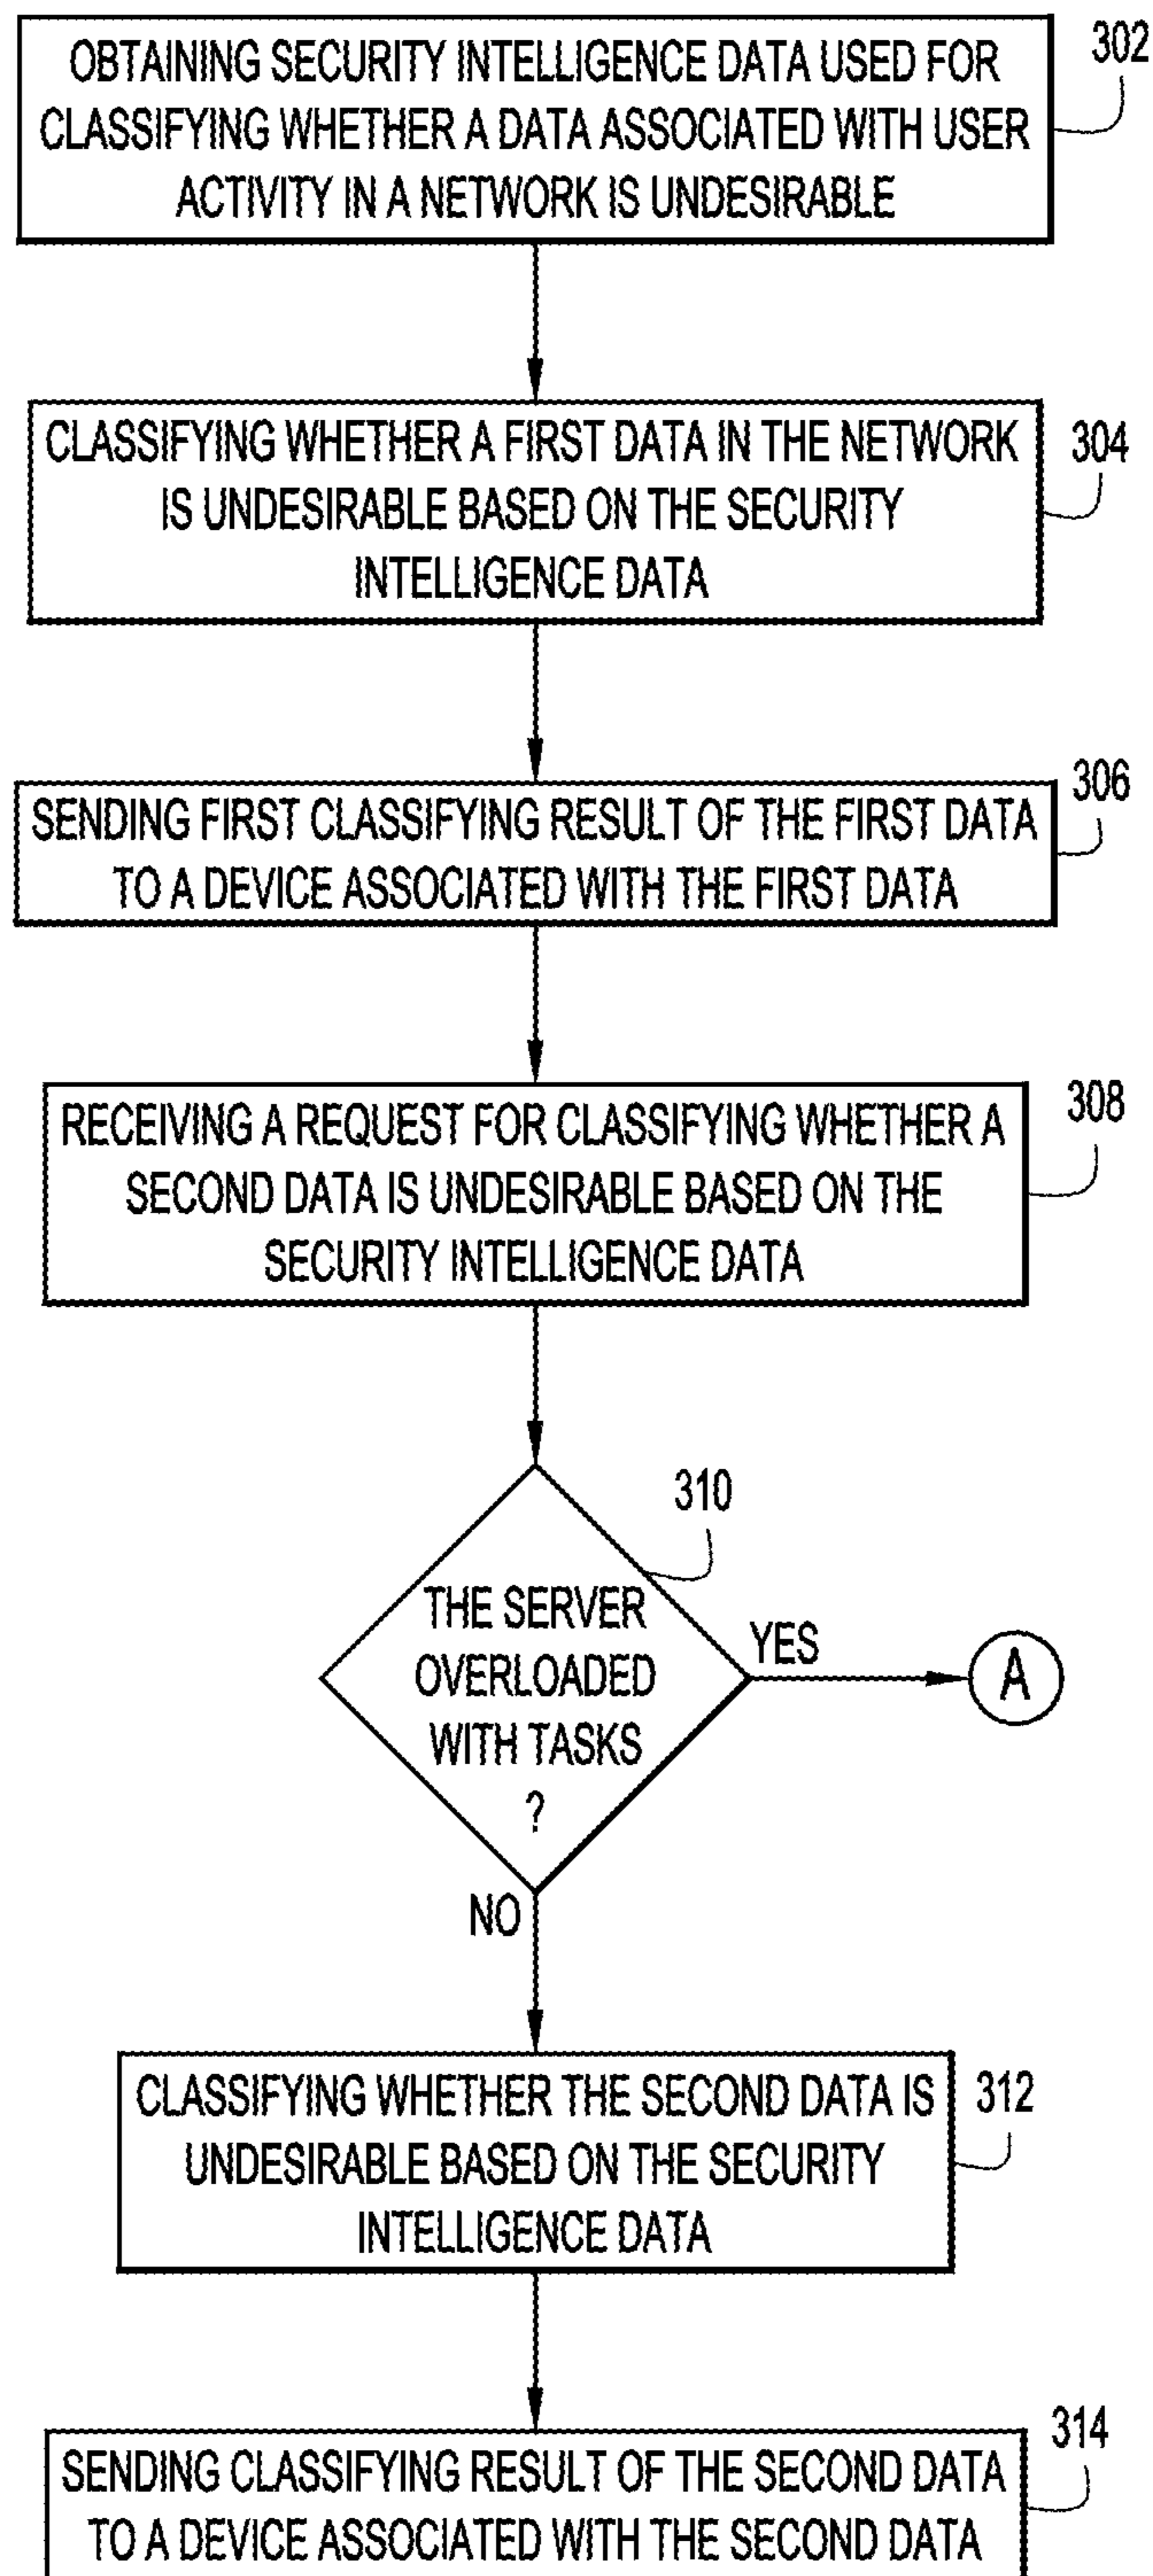 OBTAINING SECURITY INTELLIGENCE DATA USED FOR
CLASSIFYING WHETHER A DATA ASSOCIATED WITH USER
ACTIVITY IN A NETWORK IS UNDESIRABLE
302
CLASSIFYING WHETHER A FIRST DATA IN THE NETWORK
IS UNDESIRABLE BASED ON THE SECURITY
INTELLIGENCE DATA
304
SENDING FIRST CLASSIFYING RESULT OF THE FIRST DATA
TO A DEVICE ASSOCIATED WITH THE FIRST DATA
306
RECEIVING A REQUEST FOR CLASSIFYING WHETHER A
SECOND DATA IS UNDESIRABLE BASED ON THE
SECURITY INTELLIGENCE DATA
308
310
THE SERVER
OVERLOADED
WITH TASKS
?
YES
A
NO
CLASSIFYING WHETHER THE SECOND DATA IS
UNDESIRABLE BASED ON THE SECURITY
INTELLIGENCE DATA
312
SENDING CLASSIFYING RESULT OF THE SECOND DATA
TO A DEVICE ASSOCIATED WITH THE SECOND DATA
314